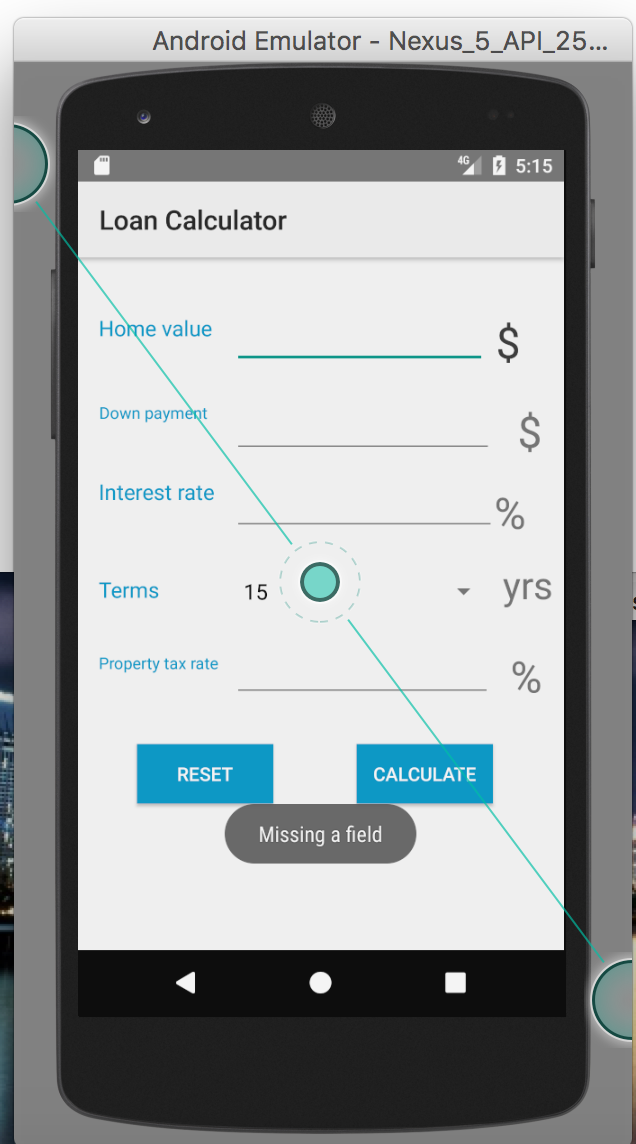 Android Emulator - Nexus_5_API_25...
4G 5:15
Loan Calculator
Home value $
Down payment $
Interest rate %
Terms 15 yrs
Property tax rate %
RESET CALCULATE
Missing a field